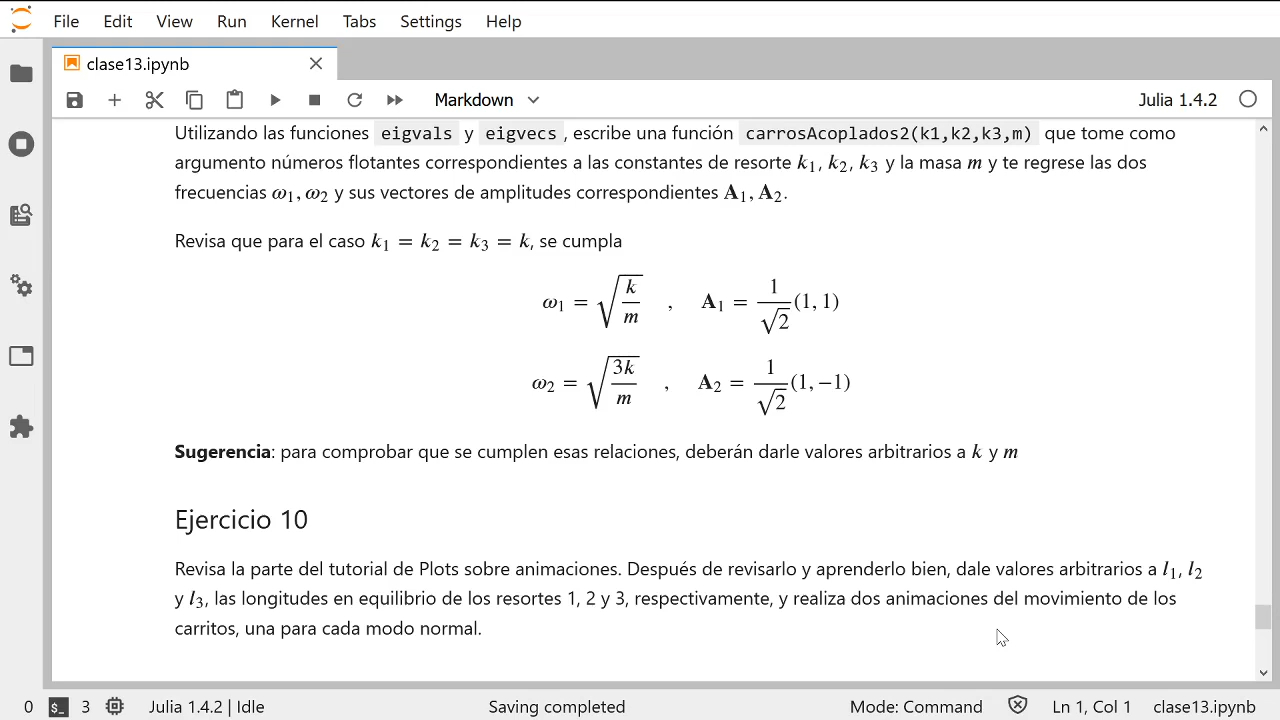 File Edit View Run Kernel Tabs Settings Help
clase13.ipynb
Markdown
Julia 1.4.2
Utilizando las funciones eigvals y eigvecs , escribe una función carrosAcoplados2(k1,k2,k3,m) que tome como
argumento números flotantes correspondientes a las constantes de resorte k₁, k₂, k₃ y la masa m y te regrese las dos
frecuencias ω₁, ω₂ y sus vectores de amplitudes correspondientes A₁, A₂.
Revisa que para el caso k₁ = k₂ = k₃ = k, se cumpla
ω₁ = √(k/m) , A₁ = 1/√2 (1, 1)
ω₂ = √(3k/m) , A₂ = 1/√2 (1, −1)
Sugerencia: para comprobar que se cumplen esas relaciones, deberán darle valores arbitrarios a k y m
Ejercicio 10
Revisa la parte del tutorial de Plots sobre animaciones. Después de revisarlo y aprenderlo bien, dale valores arbitrarios a l₁, l₂
y l₃, las longitudes en equilibrio de los resortes 1, 2 y 3, respectivamente, y realiza dos animaciones del movimiento de los
carritos, una para cada modo normal.
0 $_ 3 Julia 1.4.2 | Idle Saving completed Mode: Command Ln 1, Col 1 clase13.ipynb